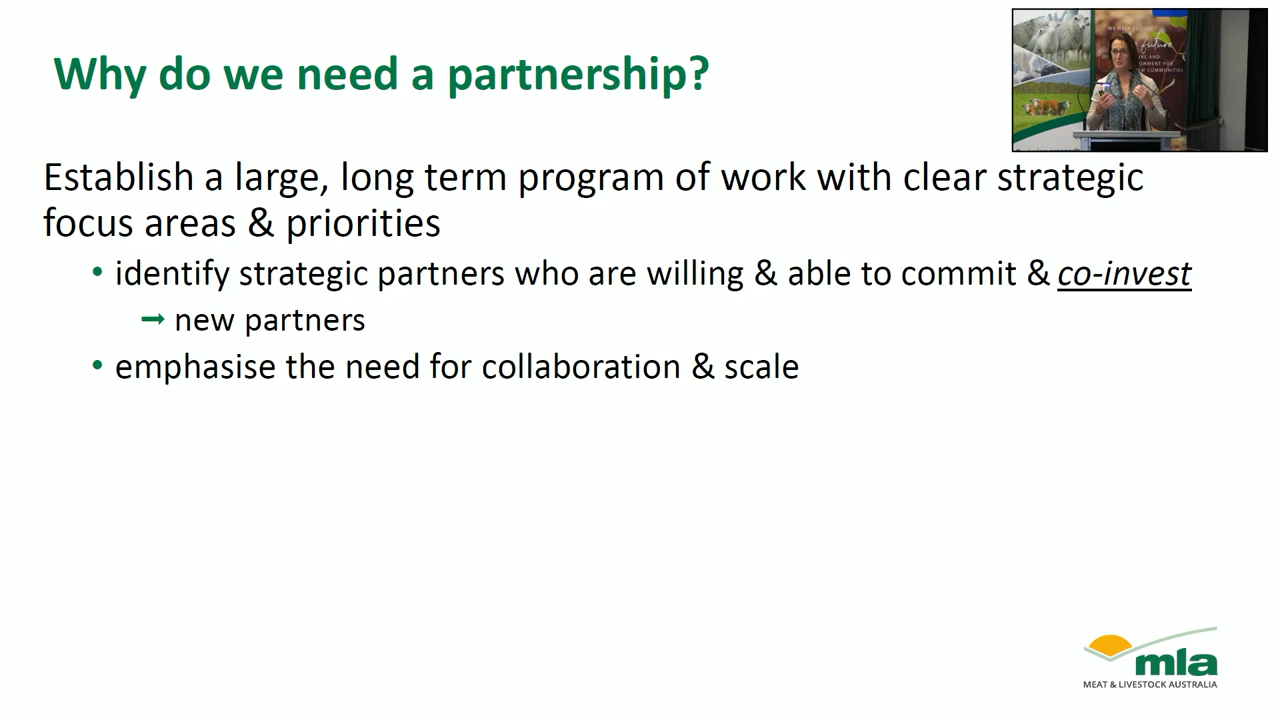 Why do we need a partnership?
future
Establish a large, long term program of work with clear strategic
focus areas & priorities
• identify strategic partners who are willing & able to commit & co-invest
→ new partners
• emphasise the need for collaboration & scale
mla
MEAT & LIVESTOCK AUSTRALIA